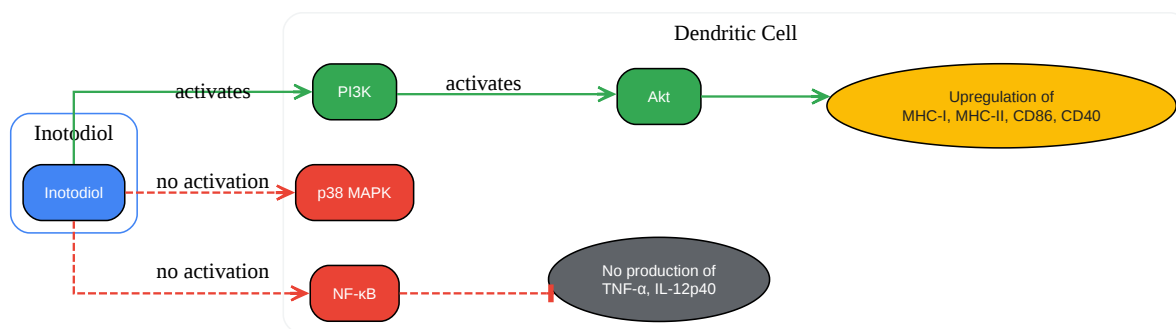 Dendritic Cell
activates
PI3K
activates
Akt
Upregulation of
MHC-I, MHC-II, CD86, CD40
Inotodiol
Inotodiol
no activation
p38 MAPK
no activation
NF-κB
No production of
TNF-α, IL-12p40